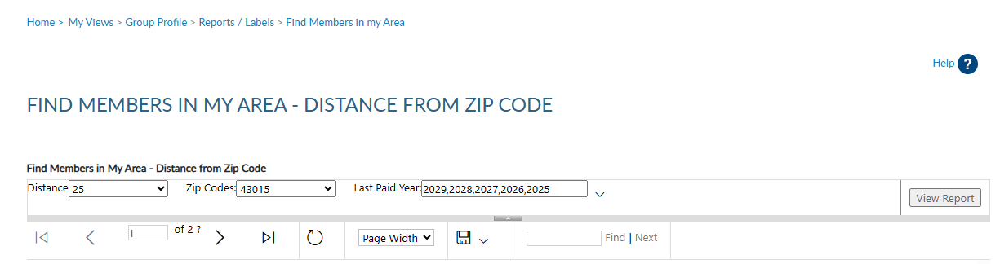 Home > My Views > Group Profile > Reports / Labels > Find Members in my Area
Help ?
FIND MEMBERS IN MY AREA - DISTANCE FROM ZIP CODE
Find Members in My Area - Distance from Zip Code
Distance 25 Zip Codes: 43015 Last Paid Year: 2029,2028,2027,2026,2025 View Report
1 of 2 ? Page Width Find | Next